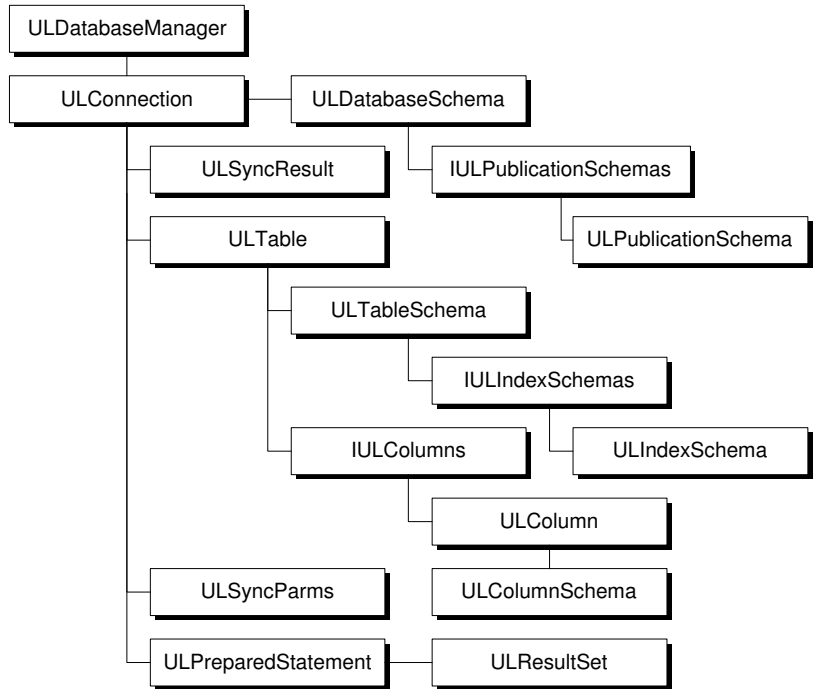 ULDatabaseManager
ULConnection
ULDatabaseSchema
ULSyncResult
IULPublicationSchemas
ULTable
ULPublicationSchema
ULTableSchema
IULIndexSchemas
IULColumns
ULIndexSchema
ULColumn
ULSyncParms
ULColumnSchema
ULPreparedStatement
ULResultSet